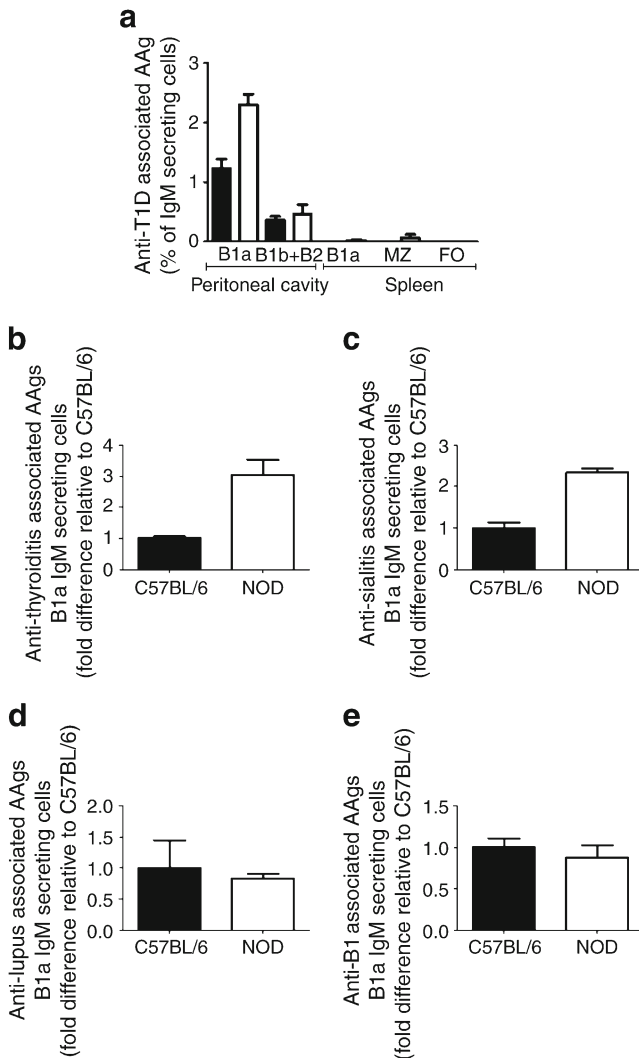 a
Anti-T1D associated AAg
(% of IgM secreting cells)
3
2
1
0
B1a B1b+B2 B1a MZ FO
Peritoneal cavity Spleen
b
Anti-thyroiditis associated AAgs
B1a IgM secreting cells
(fold difference relative to C57BL/6)
4
3
2
1
0
C57BL/6 NOD
c
Anti-sialitis associated AAgs
B1a IgM secreting cells
(fold difference relative to C57BL/6)
3
2
1
0
C57BL/6 NOD
d
Anti-lupus associated AAgs
B1a IgM secreting cells
(fold difference relative to C57BL/6)
2.0
1.5
1.0
0.5
0.0
C57BL/6 NOD
e
Anti-B1 associated AAgs
B1a IgM secreting cells
(fold difference relative to C57BL/6)
1.5
1.0
0.5
0.0
C57BL/6 NOD